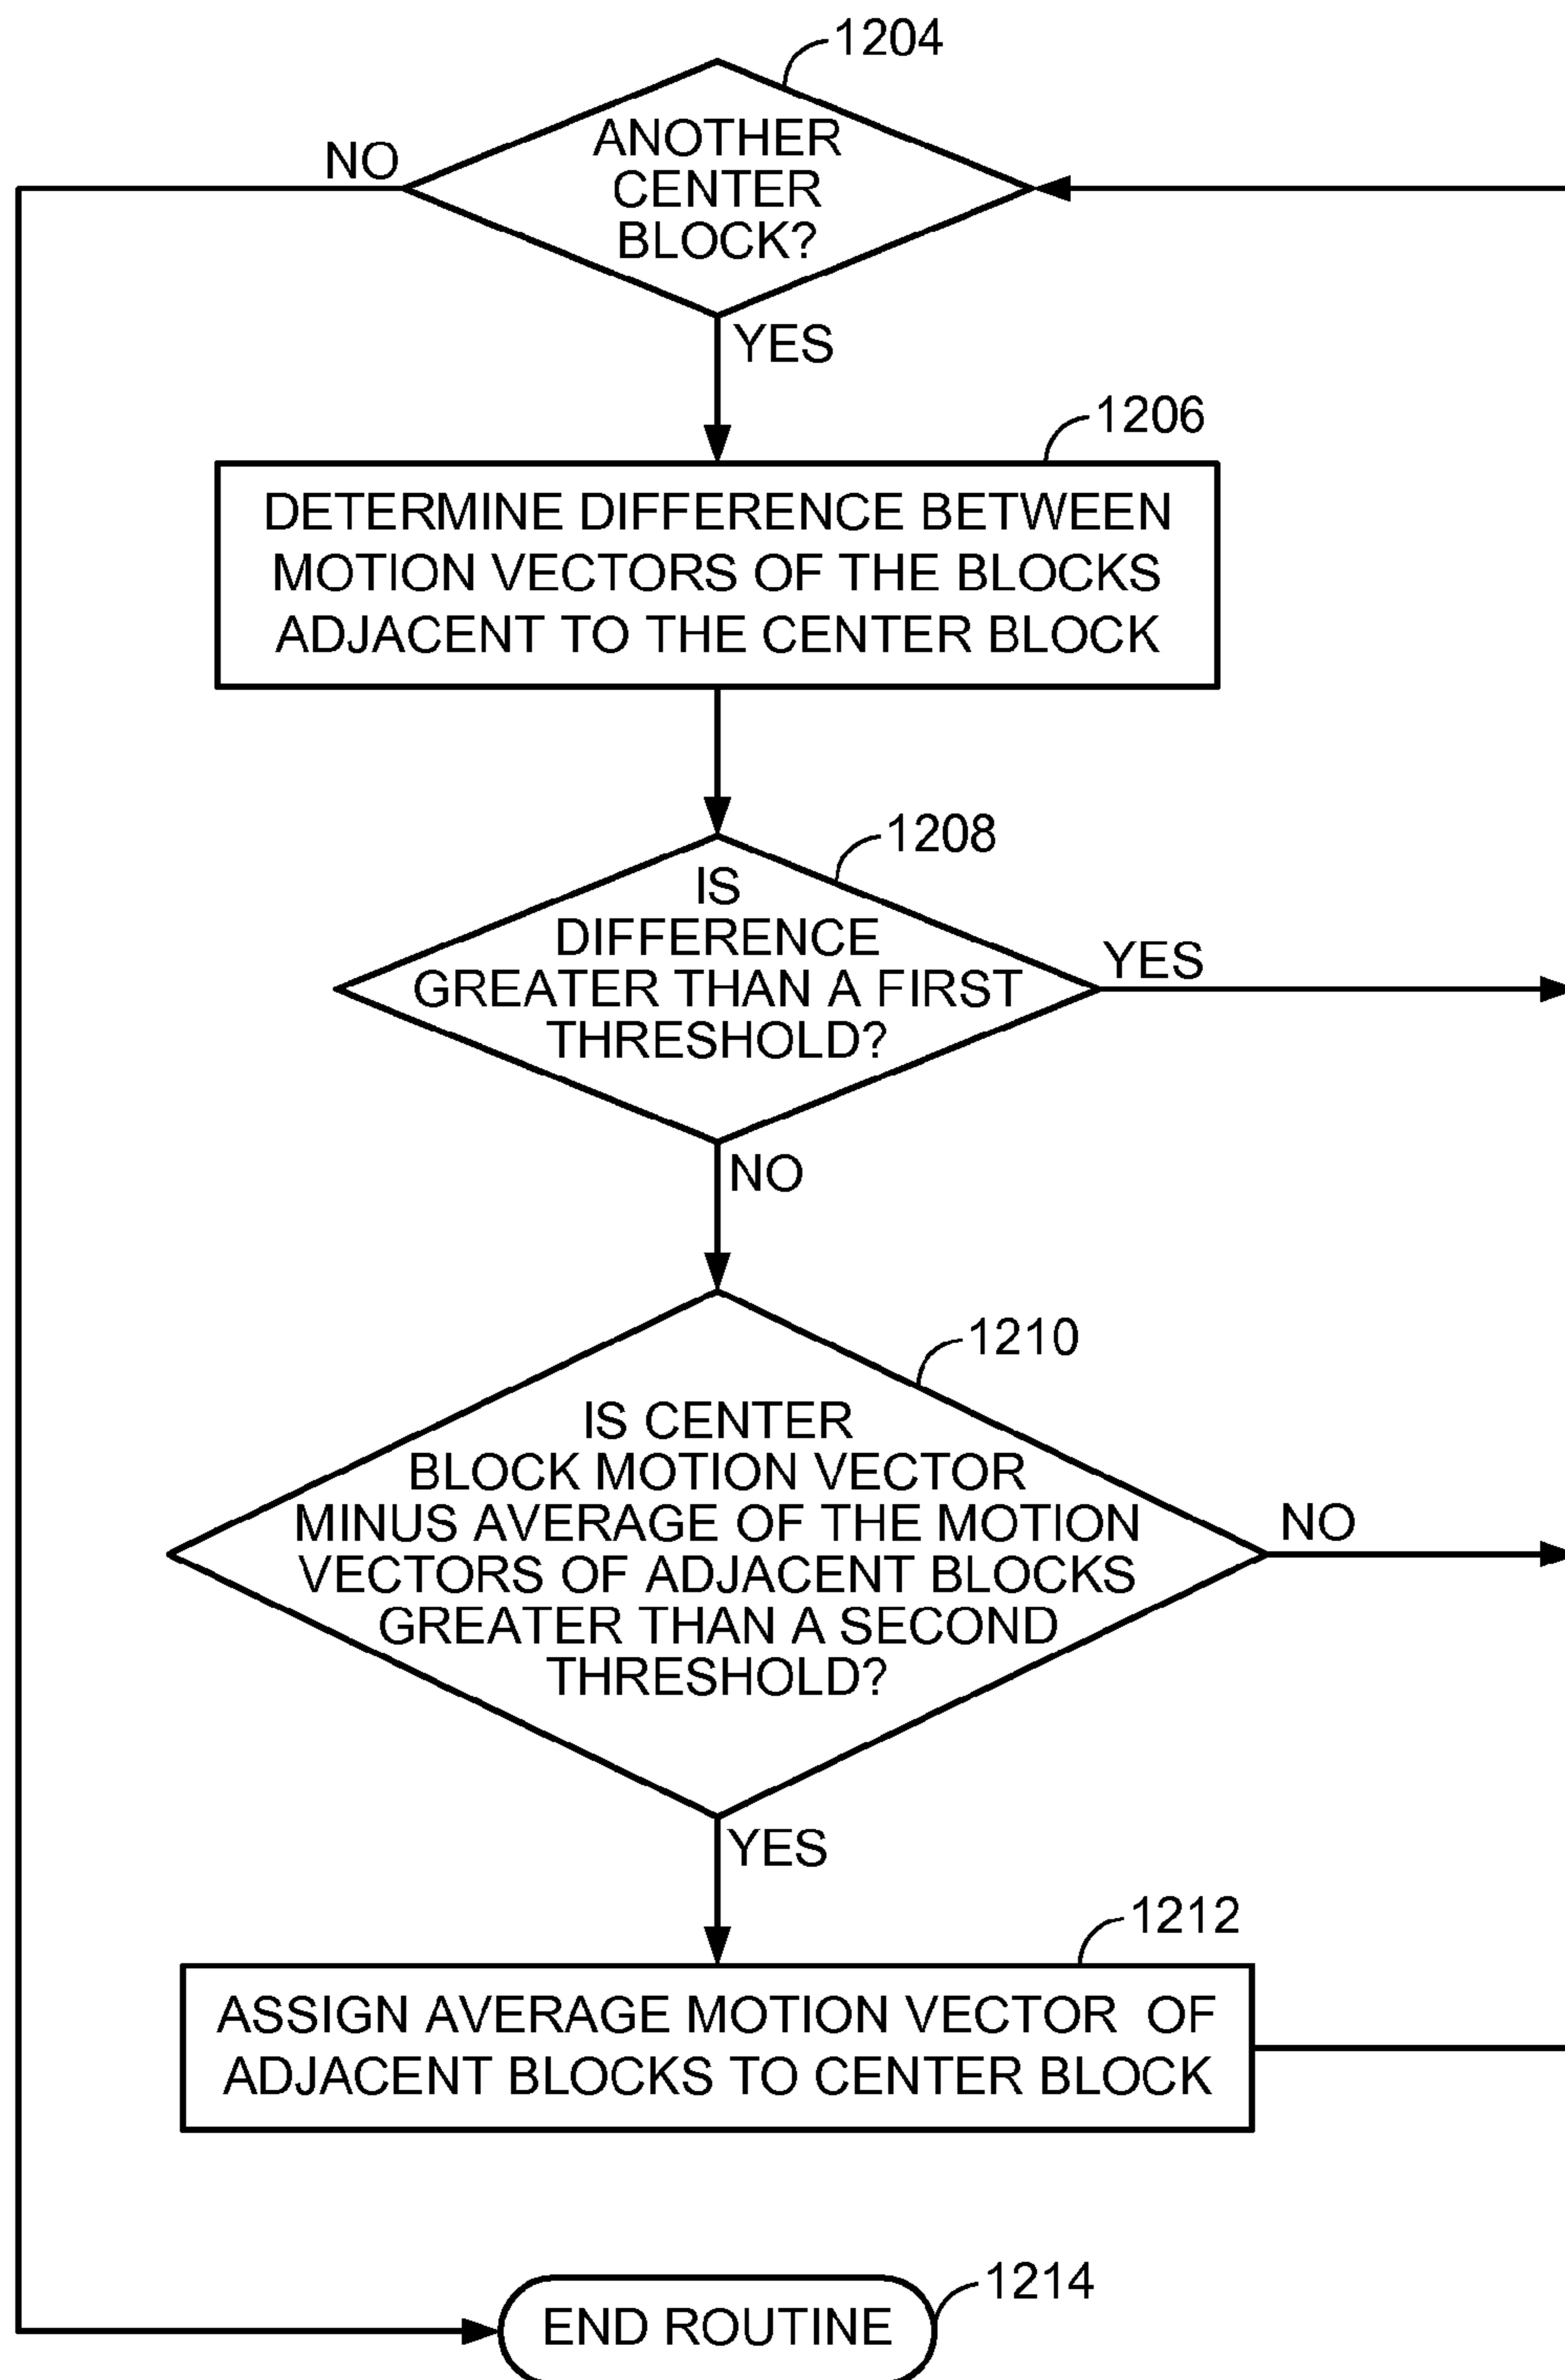 1204
ANOTHER
CENTER
BLOCK?
NO
YES
1206
DETERMINE DIFFERENCE BETWEEN
MOTION VECTORS OF THE BLOCKS
ADJACENT TO THE CENTER BLOCK
1208
IS
DIFFERENCE
GREATER THAN A FIRST
THRESHOLD?
YES
NO
1210
IS CENTER
BLOCK MOTION VECTOR
MINUS AVERAGE OF THE MOTION
VECTORS OF ADJACENT BLOCKS
GREATER THAN A SECOND
THRESHOLD?
NO
YES
1212
ASSIGN AVERAGE MOTION VECTOR OF
ADJACENT BLOCKS TO CENTER BLOCK
1214
END ROUTINE